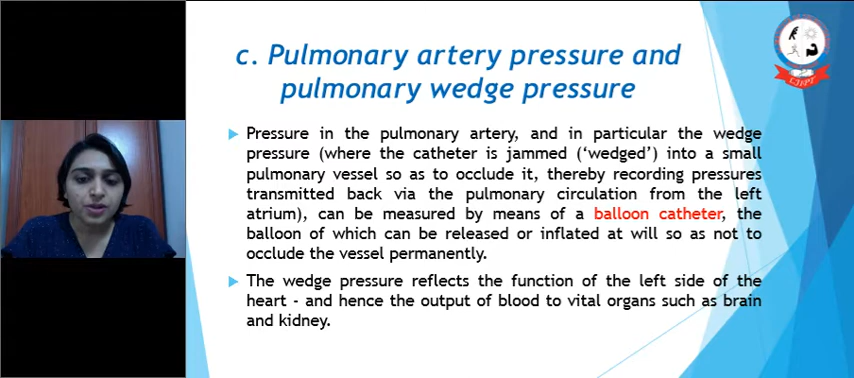 c. Pulmonary artery pressure and
pulmonary wedge pressure
Pressure in the pulmonary artery, and in particular the wedge
pressure (where the catheter is jammed (‘wedged’) into a small
pulmonary vessel so as to occlude it, thereby recording pressures
transmitted back via the pulmonary circulation from the left
atrium), can be measured by means of a balloon catheter, the
balloon of which can be released or inflated at will so as not to
occlude the vessel permanently.
The wedge pressure reflects the function of the left side of the
heart - and hence the output of blood to vital organs such as brain
and kidney.